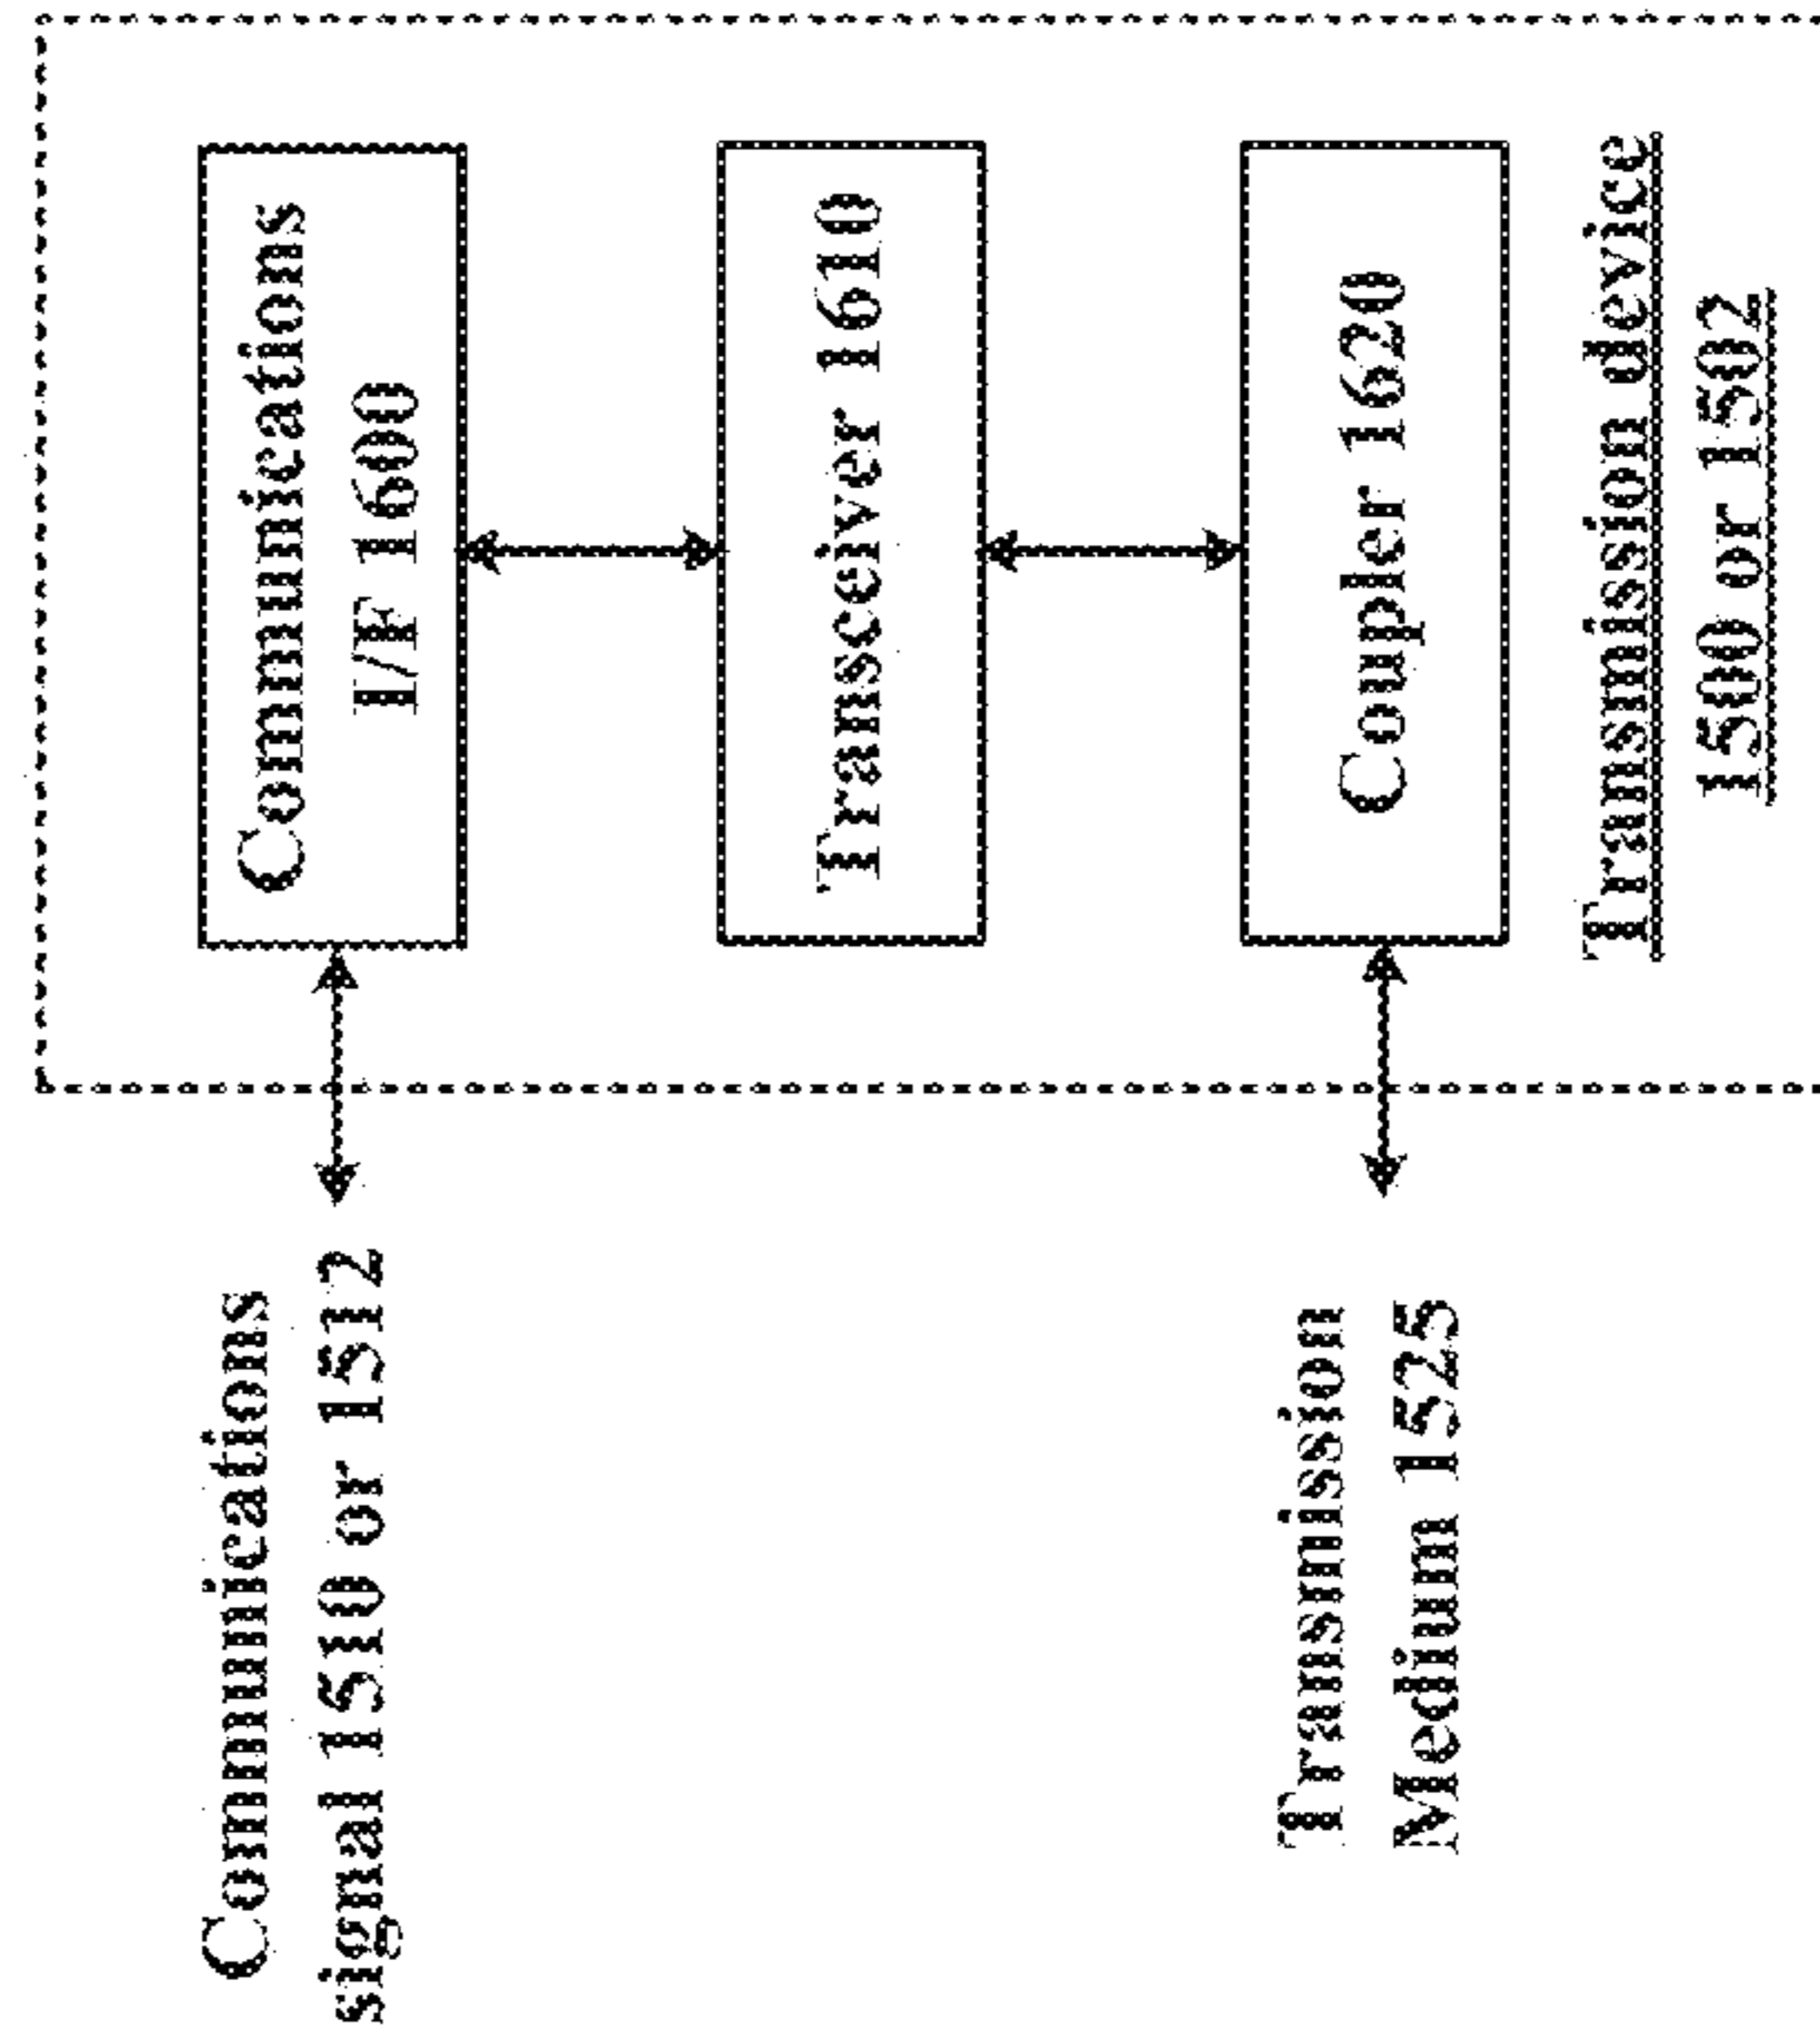 Communications
signal 1510 or 1512
Communications
I/F 1600
Transceiver 1610
Transmission
Medium 1525
Coupler 1620
Transmission device
1500 or 1502